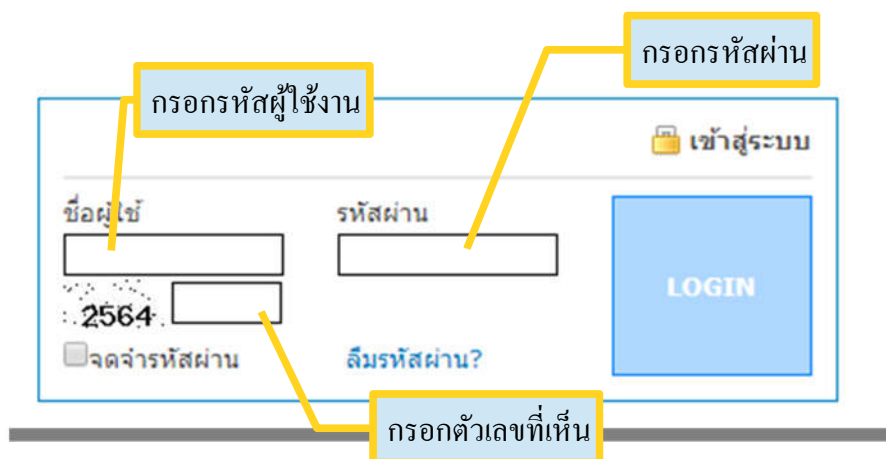 กรอกรหัสผ่าน
กรอกรหัสผู้ใช้งาน
เข้าสู่ระบบ
ชื่อผู้ใช้
รหัสผ่าน
2564
LOGIN
จดจำรหัสผ่าน
ลืมรหัสผ่าน?
กรอกตัวเลขที่เห็น